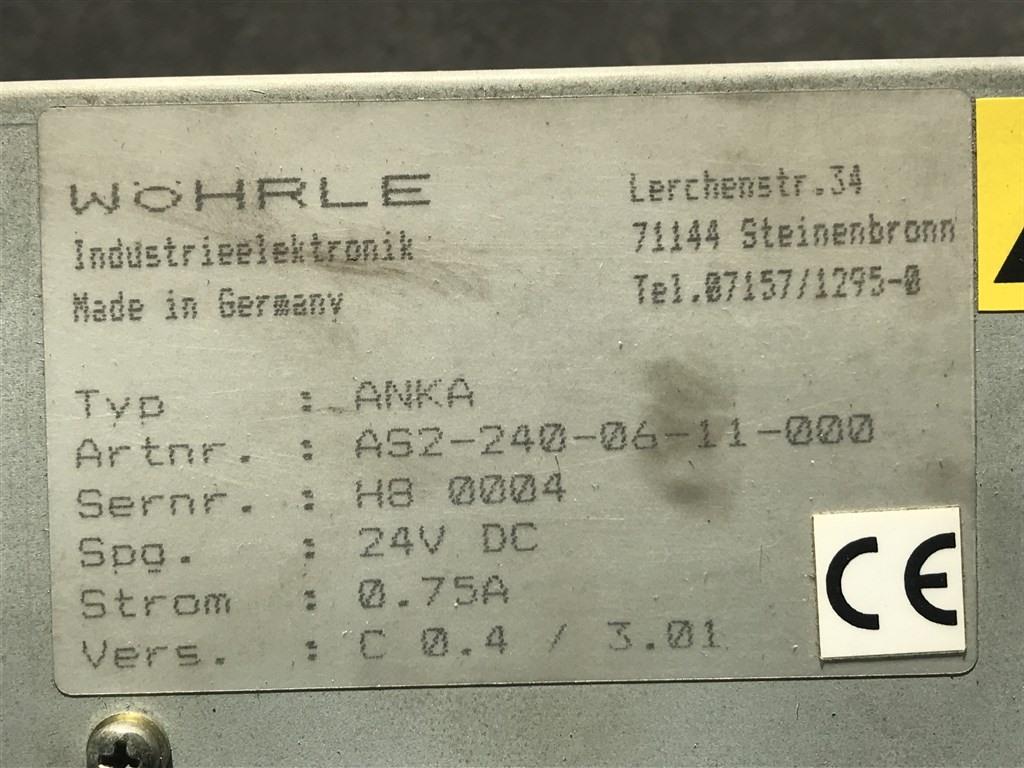 WÖHRLE
Industrieelektronik
Made in Germany
Lerchenstr.34
71144 Steinenbronn
Tel.07157/1295-0
Typ : ANKA
Artnr. : AS2-240-06-11-000
Sernr. : H8 0004
Spg. : 24V DC
Strom : 0.75A
Vers. : C 0.4 / 3.01
CE